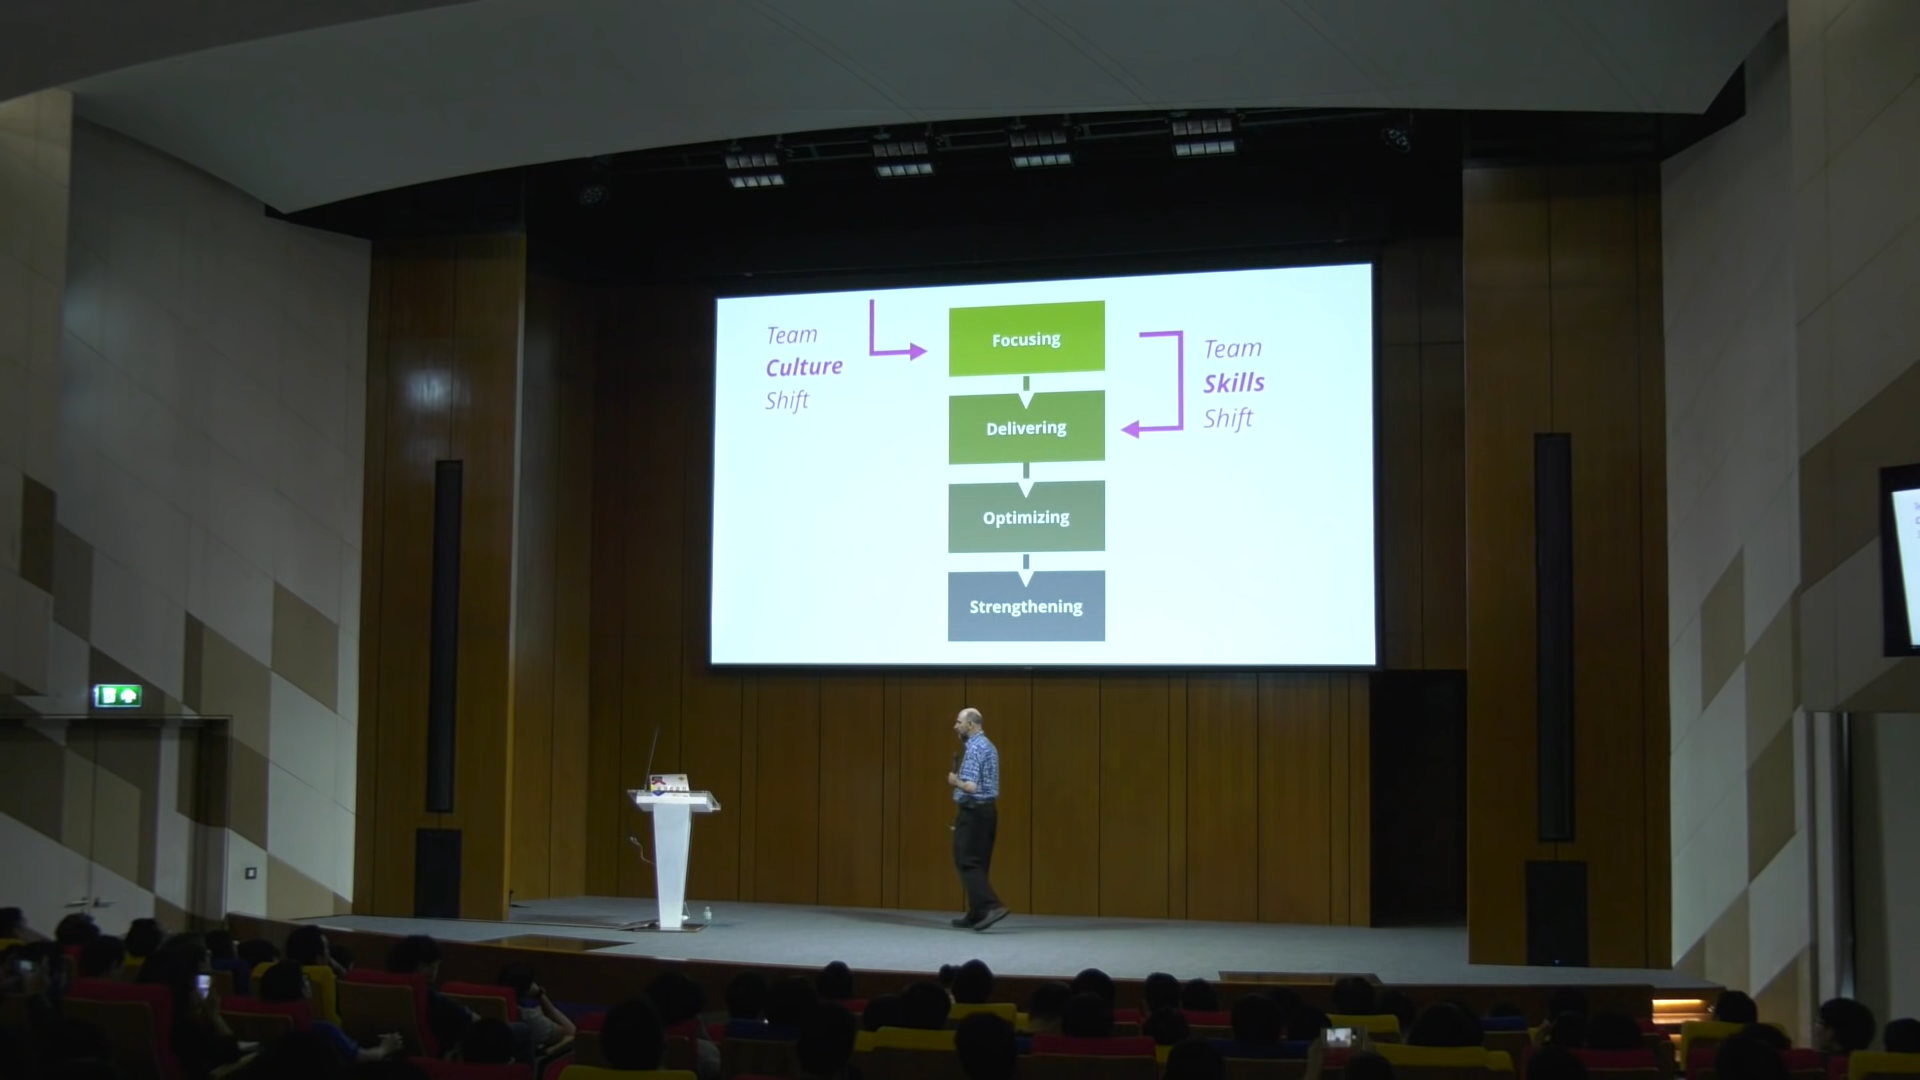 Team
Culture
Shift
Focusing
Delivering
Optimizing
Strengthening
Team
Skills
Shift